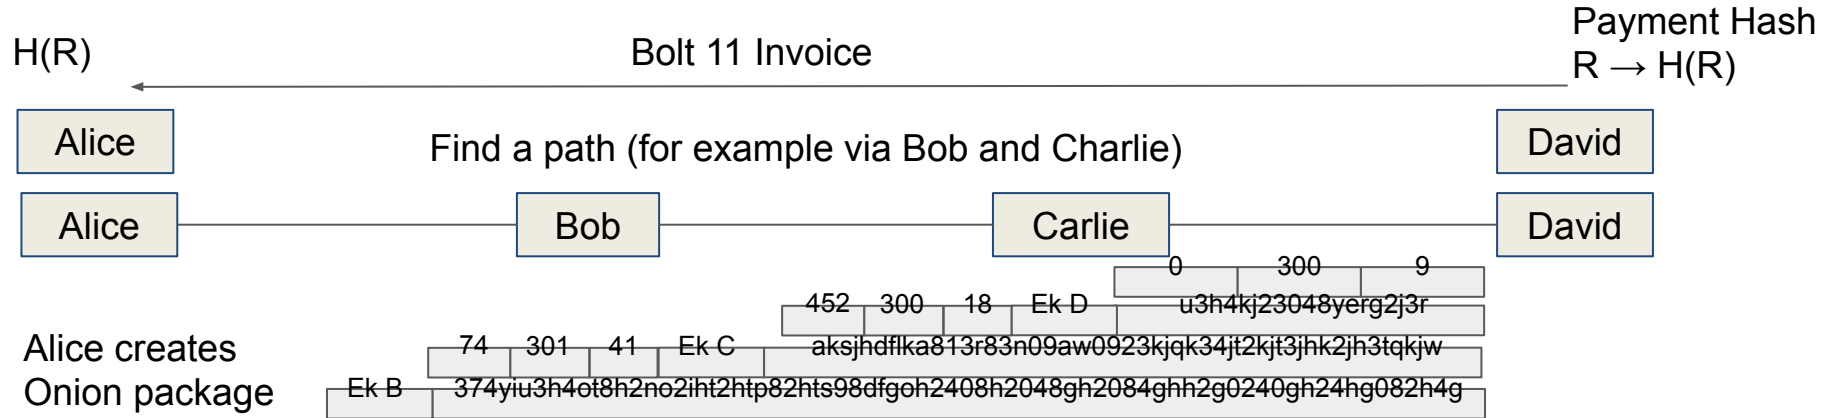 Payment Hash
H(R) Bolt 11 Invoice R → H(R)
Alice Find a path (for example via Bob and Charlie) David
Alice Bob Carlie David
0 300 9
452 300 18 Ek D u3h4kj23048yerg2j3r
74 301 41 Ek C aksjhdflka813r83n09aw0923kjqk34jt2kjt3jhk2jh3tqkjw
Alice creates
Onion package Ek B 374yiu3h4ot8h2no2iht2htp82hts98dfgoh2408h2048gh2084ghh2g0240gh24hg082h4g